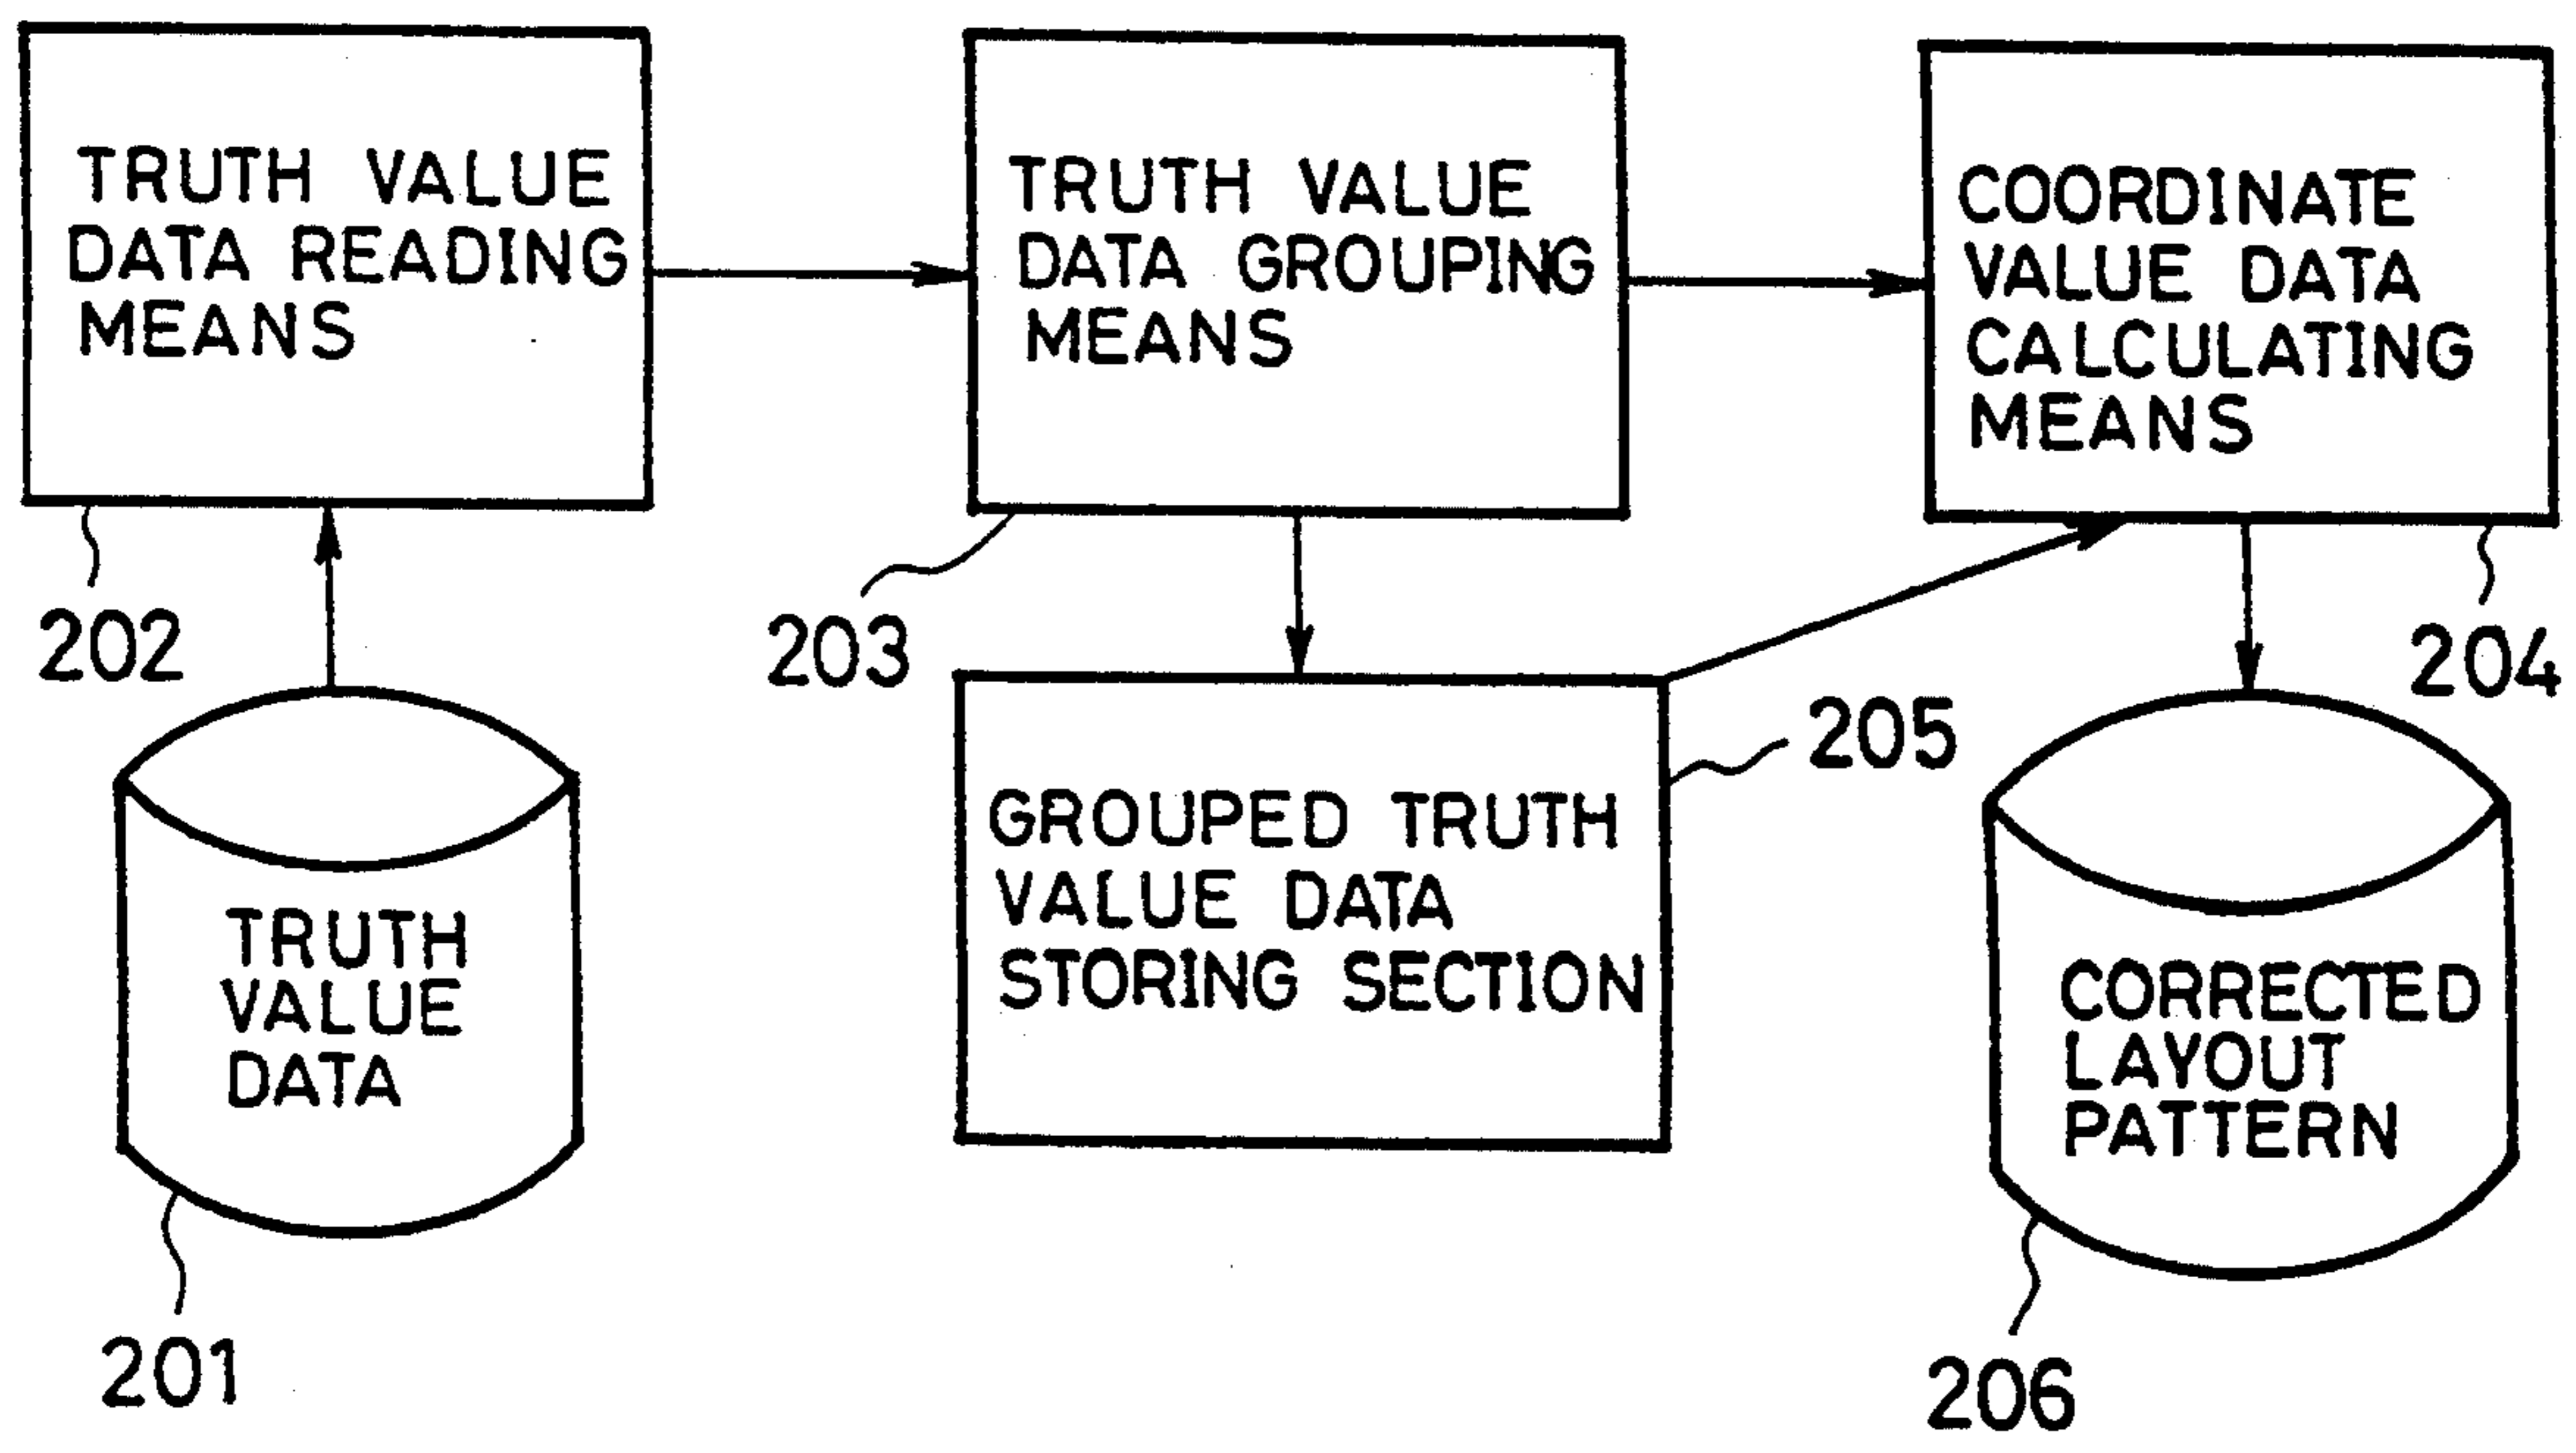 TRUTH VALUE
DATA READING
MEANS
TRUTH VALUE
DATA GROUPING
MEANS
COORDINATE
VALUE DATA
CALCULATING
MEANS
202
203
204
205
GROUPED TRUTH
VALUE DATA
STORING SECTION
TRUTH
VALUE
DATA
CORRECTED
LAYOUT
PATTERN
201
206